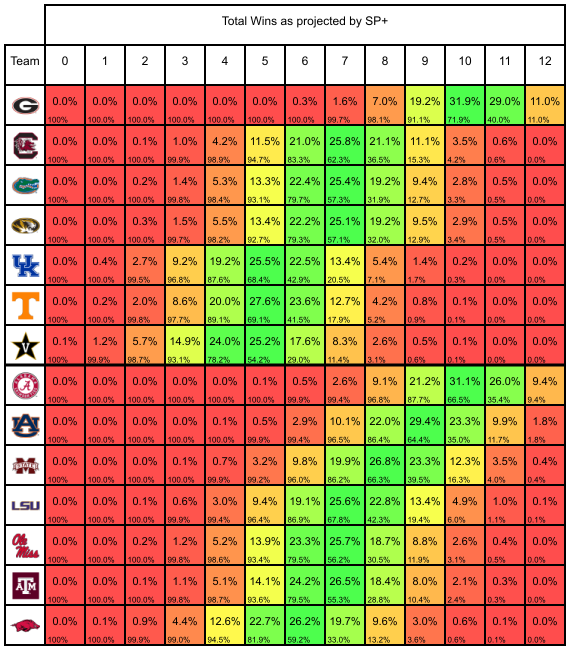 Total Wins as projected by SP+
Team 0 1 2 3 4 5 6 7 8 9 10 11 12
G 0.0% 0.0% 0.0% 0.0% 0.0% 0.0% 0.3% 1.6% 7.0% 19.2% 31.9% 29.0% 11.0%
100% 100.0% 100.0% 100.0% 100.0% 100.0% 100.0% 99.7% 98.1% 91.1% 71.9% 40.0% 11.0%
0.0% 0.0% 0.1% 1.0% 4.2% 11.5% 21.0% 25.8% 21.1% 11.1% 3.5% 0.6% 0.0%
100% 100.0% 100.0% 99.9% 98.9% 94.7% 83.3% 62.3% 36.5% 15.3% 4.2% 0.6% 0.0%
0.0% 0.0% 0.2% 1.4% 5.3% 13.3% 22.4% 25.4% 19.2% 9.4% 2.8% 0.5% 0.0%
100% 100.0% 100.0% 99.8% 98.4% 93.1% 79.7% 57.3% 31.9% 12.7% 3.3% 0.5% 0.0%
0.0% 0.0% 0.3% 1.5% 5.5% 13.4% 22.2% 25.1% 19.2% 9.5% 2.9% 0.5% 0.0%
100% 100.0% 100.0% 99.7% 98.2% 92.7% 79.3% 57.1% 32.0% 12.9% 3.4% 0.5% 0.0%
UK 0.0% 0.4% 2.7% 9.2% 19.2% 25.5% 22.5% 13.4% 5.4% 1.4% 0.2% 0.0% 0.0%
100% 100.0% 99.5% 96.8% 87.6% 68.4% 42.9% 20.5% 7.1% 1.7% 0.3% 0.0% 0.0%
T 0.0% 0.2% 2.0% 8.6% 20.0% 27.6% 23.6% 12.7% 4.2% 0.8% 0.1% 0.0% 0.0%
100% 100.0% 99.8% 97.7% 89.1% 69.1% 41.5% 17.9% 5.2% 0.9% 0.1% 0.0% 0.0%
V 0.1% 1.2% 5.7% 14.9% 24.0% 25.2% 17.6% 8.3% 2.6% 0.5% 0.1% 0.0% 0.0%
100% 99.9% 98.7% 93.1% 78.2% 54.2% 29.0% 11.4% 3.1% 0.6% 0.1% 0.0% 0.0%
A 0.0% 0.0% 0.0% 0.0% 0.0% 0.1% 0.5% 2.6% 9.1% 21.2% 31.1% 26.0% 9.4%
100% 100.0% 100.0% 100.0% 100.0% 100.0% 99.9% 99.4% 96.8% 87.7% 66.5% 35.4% 9.4%
AU 0.0% 0.0% 0.0% 0.0% 0.1% 0.5% 2.9% 10.1% 22.0% 29.4% 23.3% 9.9% 1.8%
100% 100.0% 100.0% 100.0% 100.0% 99.9% 99.4% 96.5% 86.4% 64.4% 35.0% 11.7% 1.8%
M STATE 0.0% 0.0% 0.0% 0.1% 0.7% 3.2% 9.8% 19.9% 26.8% 23.3% 12.3% 3.5% 0.4%
100% 100.0% 100.0% 100.0% 99.9% 99.2% 96.0% 86.2% 66.3% 39.5% 16.3% 4.0% 0.4%
LSU 0.0% 0.0% 0.1% 0.6% 3.0% 9.4% 19.1% 25.6% 22.8% 13.4% 4.9% 1.0% 0.1%
100% 100.0% 100.0% 99.9% 99.4% 96.4% 86.9% 67.8% 42.3% 19.4% 6.0% 1.1% 0.1%
Ole Miss 0.0% 0.0% 0.2% 1.2% 5.2% 13.9% 23.3% 25.7% 18.7% 8.8% 2.6% 0.4% 0.0%
100% 100.0% 100.0% 99.8% 98.6% 93.4% 79.5% 56.2% 30.5% 11.9% 3.1% 0.5% 0.0%
ATM 0.0% 0.0% 0.1% 1.1% 5.1% 14.1% 24.2% 26.5% 18.4% 8.0% 2.1% 0.3% 0.0%
100% 100.0% 100.0% 99.8% 98.7% 93.6% 79.5% 55.3% 28.8% 10.4% 2.4% 0.3% 0.0%
0.0% 0.1% 0.9% 4.4% 12.6% 22.7% 26.2% 19.7% 9.6% 3.0% 0.6% 0.1% 0.0%
100% 100.0% 99.9% 99.0% 94.5% 81.9% 59.2% 33.0% 13.2% 3.6% 0.6% 0.1% 0.0%